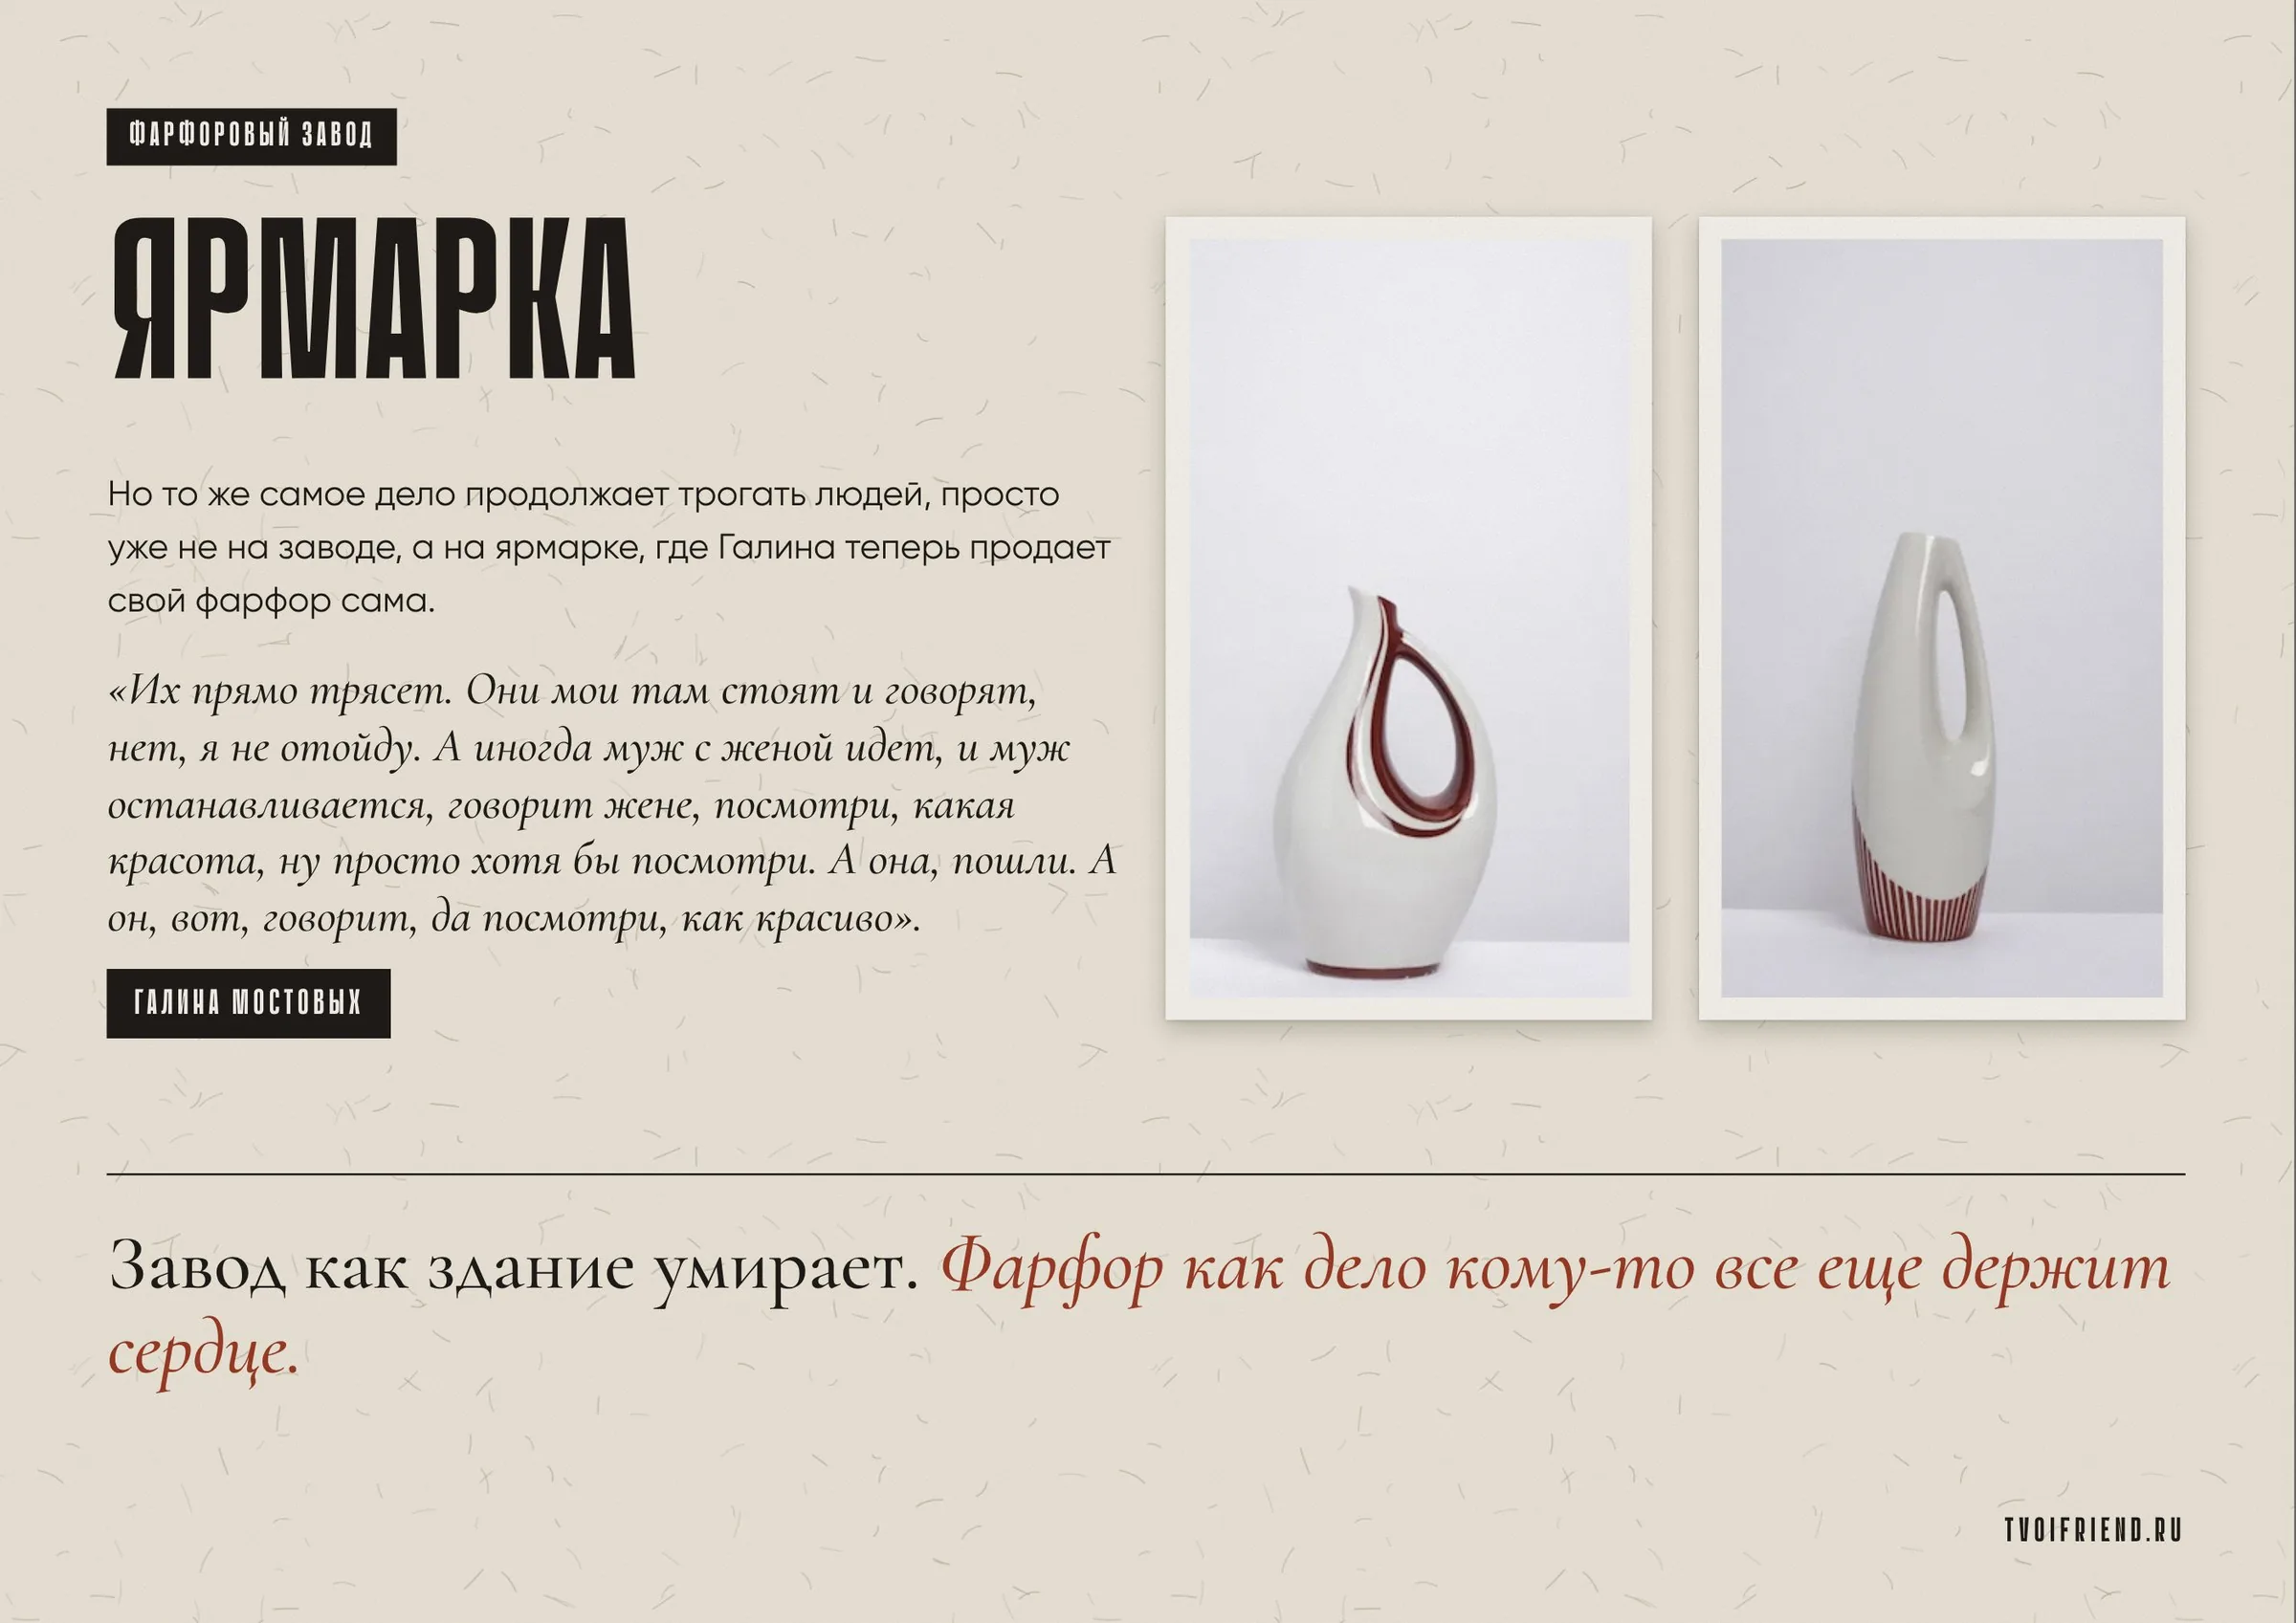 ФАРФОРОВЫЙ ЗАВОД
ЯРМАРКА
Но то же самое дело продолжает трогать людей, просто
уже не на заводе, а на ярмарке, где Галина теперь продает
свой фарфор сама.
«Их прямо трясет. Они мои там стоят и говорят,
нет, я не отойду. А иногда муж с женой идет, и муж
останавливается, говорит жене, посмотри, какая
красота, ну просто хотя бы посмотри. А она, пошли. А
он, вот, говорит, да посмотри, как красиво».
ГАЛИНА МОСТОВЫХ
Завод как здание умирает. Фарфор как дело кому-то все еще держит
сердце.
TVOIFRIEND.RU